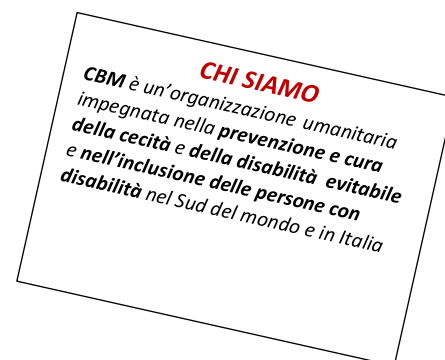 CHI SIAMO
CBM è un’organizzazione umanitaria
impegnata nella prevenzione e cura
della cecità e della disabilità evitabile
e nell’inclusione delle persone con
disabilità nel Sud del mondo e in Italia